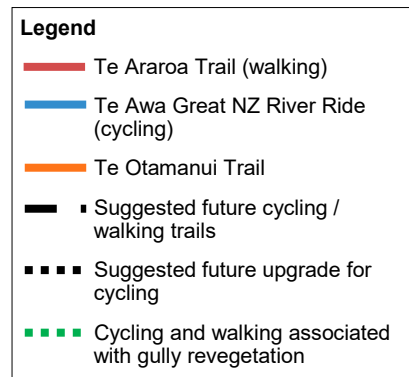 Legend
Te Araroa Trail (walking)
Te Awa Great NZ River Ride
(cycling)
Te Otamanui Trail
Suggested future cycling /
walking trails
Suggested future upgrade for
cycling
Cycling and walking associated
with gully revegetation